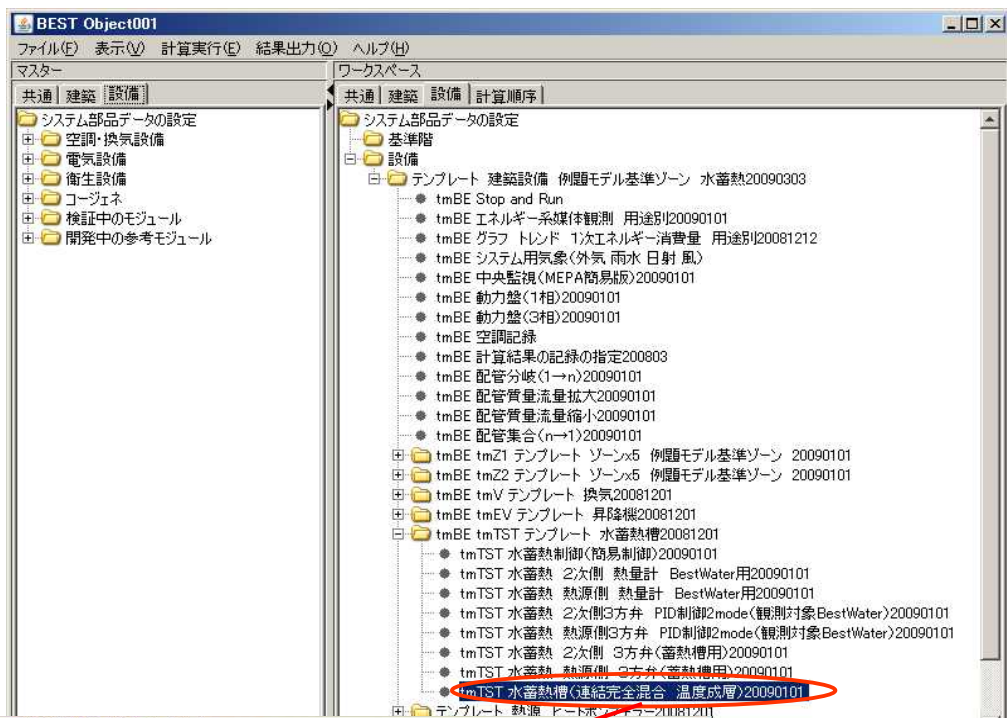 BEST Object001
ファイル(F) 表示(V) 計算実行(E) 結果出力(O) ヘルプ(H)
マスター
共通 建築 設備
システム部品データの設定
空調・換気設備
電気設備
衛生設備
コージェネ
検証中のモジュール
開発中の参考モジュール
ワークスペース
共通 建築 設備 計算順序
システム部品データの設定
基準階
設備
テンプレート 建築設備 例題モデル基準ゾーン 水蓄熱20090303
tmBE Stop and Run
tmBE エネルギー系媒体観測 用途別20090101
tmBE グラフ トレンド 1次エネルギー消費量 用途別20081212
tmBE システム用気象(外気 雨水 日射 風)
tmBE 中央監視(MEPA簡易版)20090101
tmBE 動力盤(1相)20090101
tmBE 動力盤(3相)20090101
tmBE 空調記録
tmBE 計算結果の記録の指定200803
tmBE 配管分岐(1→n)20090101
tmBE 配管質量流量拡大20090101
tmBE 配管質量流量縮小20090101
tmBE 配管集合(n→1)20090101
tmBE tmZ1 テンプレート ゾーンx5 例題モデル基準ゾーン 20090101
tmBE tmZ2 テンプレート ゾーンx5 例題モデル基準ゾーン 20090101
tmBE tmV テンプレート 換気20081201
tmBE tmEV テンプレート 昇降機20081201
tmBE tmTST テンプレート 水蓄熱槽20081201
tmTST 水蓄熱制御(簡易制御)20090101
tmTST 水蓄熱 2次側 熱量計 BestWater用20090101
tmTST 水蓄熱 熱源側 熱量計 BestWater用20090101
tmTST 水蓄熱 2次側3方弁 PID制御2mode(観測対象BestWater)20090101
tmTST 水蓄熱 熱源側3方弁 PID制御2mode(観測対象BestWater)20090101
tmTST 水蓄熱 2次側 3方弁(蓄熱槽用)20090101
tmTST 水蓄熱 熱源側 3方弁(蓄熱槽用)20090101
tmTST 水蓄熱槽(連結完全混合 温度成層)20090101
テンプレート 熱源 ヒートポンプチラー20081201